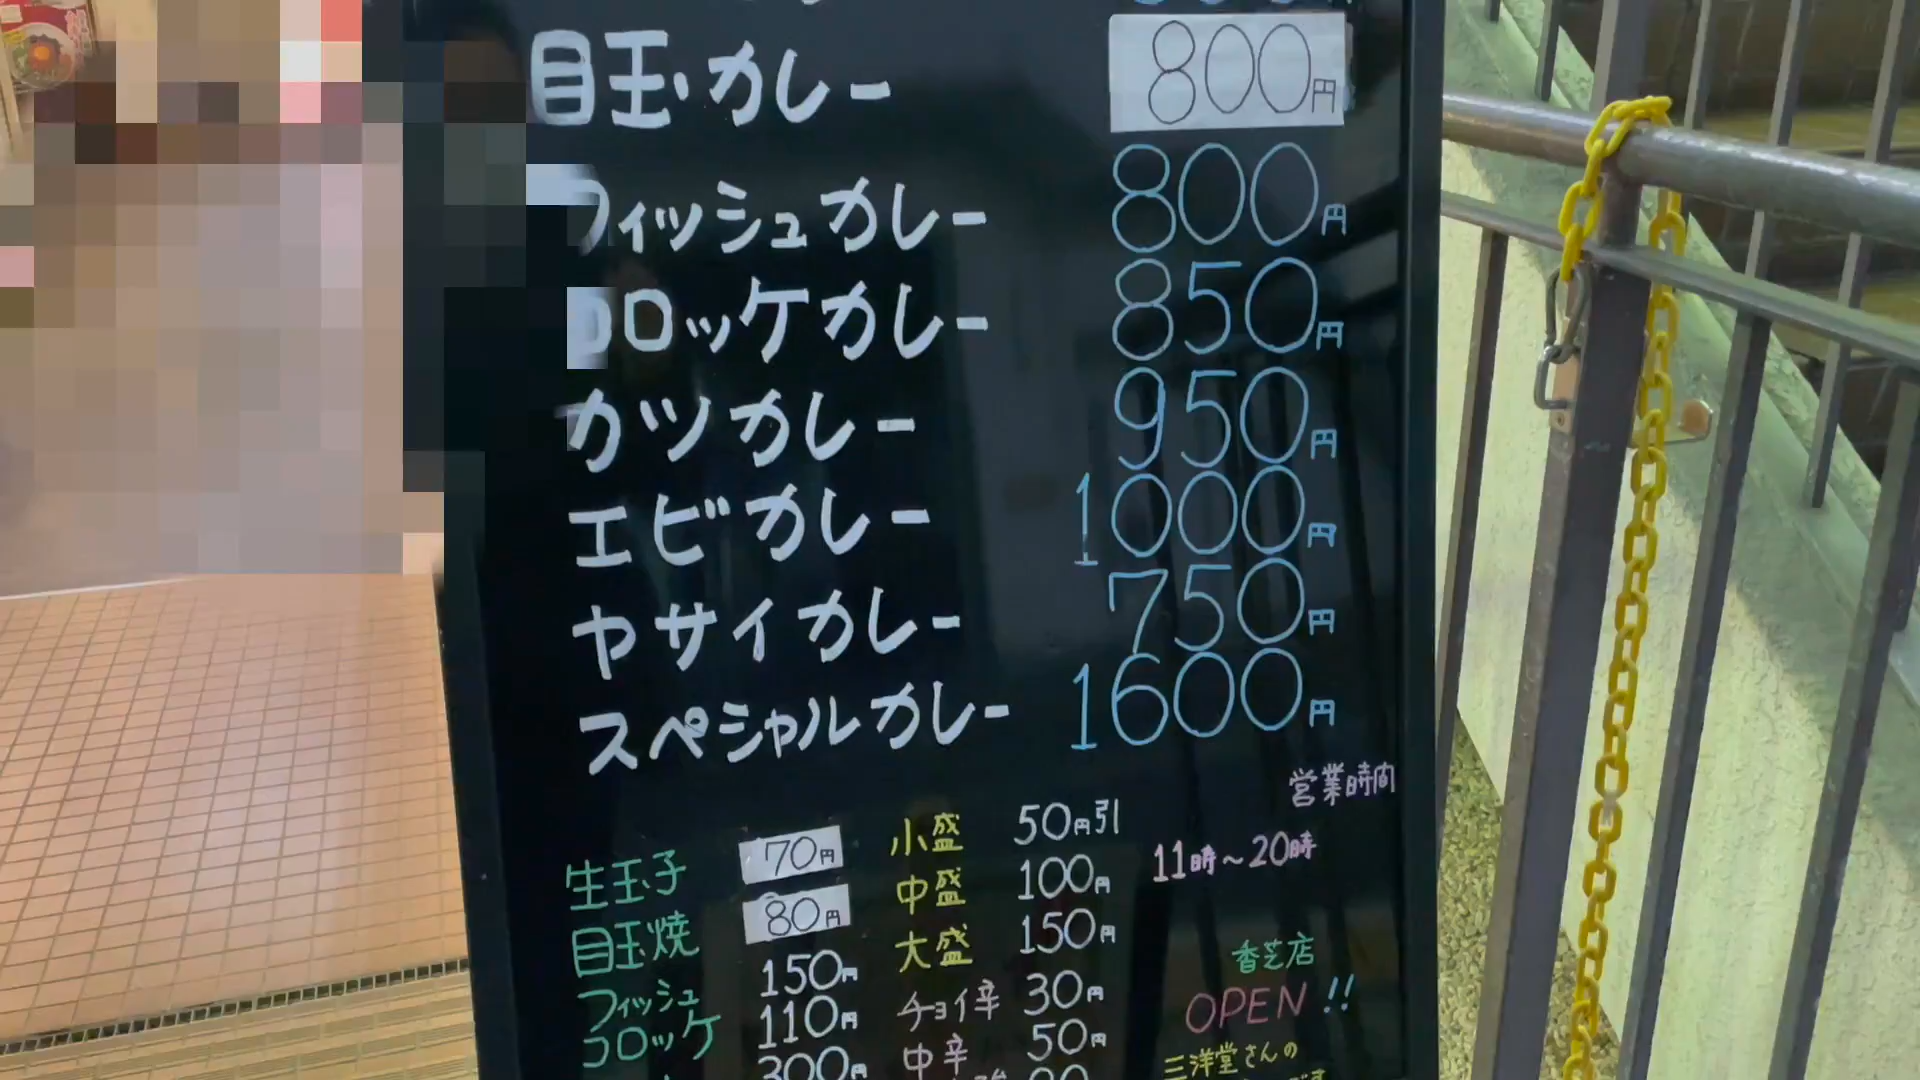 目玉カレー 800円
フィッシュカレー 800円
コロッケカレー 850円
カツカレー 950円
エビカレー 1000円
ヤサイカレー 750円
スペシャルカレー 1600円
生玉子 70円
目玉焼 80円
フィッシュ 150円
コロッケ 110円
300円
小盛 50円引
中盛 100円
大盛 150円
チョイ辛 30円
中辛 50円
営業時間
11時～20時
香芝店
OPEN!!
三洋堂さんの